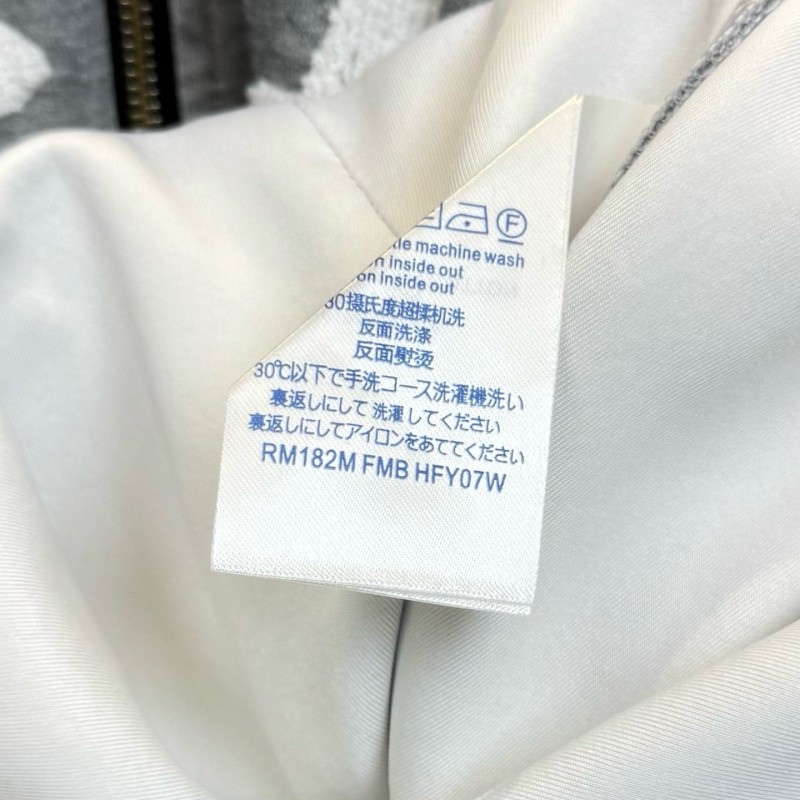 F
machine wash
inside out
inside out
30摄氏度超揉机洗
反面洗涤
反面熨烫
30℃以下で手洗コース洗濯機洗い
裏返しにして 洗濯 してください
裏返しにしてアイロンをあててください
RM182M FMB HFY07W